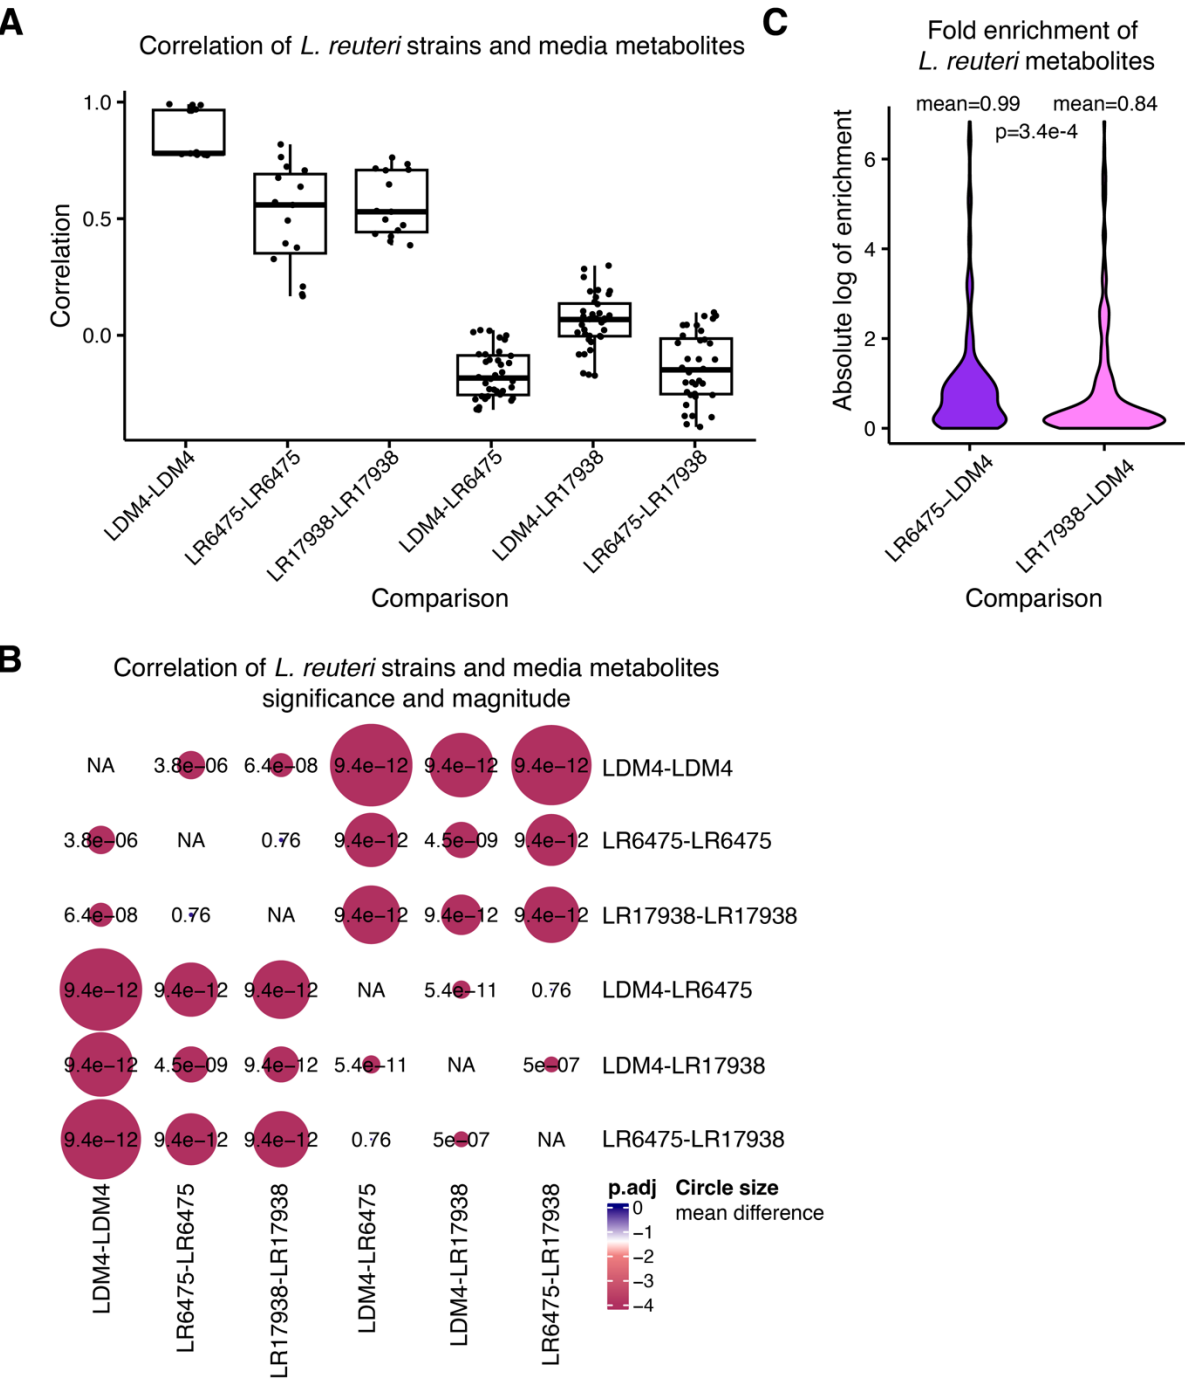 A
Correlation of L. reuteri strains and media metabolites
1.0
0.5
0.0
Correlation
LDM4-LDM4
LR6475-LR6475
LR17938-LR17938
LDM4-LR6475
LDM4-LR17938
LR6475-LR17938
Comparison
C
Fold enrichment of
L. reuteri metabolites
mean=0.99 mean=0.84
p=3.4e-4
Absolute log of enrichment
6
4
2
0
LR6475–LDM4
LR17938–LDM4
Comparison
B
Correlation of L. reuteri strains and media metabolites
significance and magnitude
NA 3.8e−06 6.4e−08 9.4e−12 9.4e−12 9.4e−12 LDM4-LDM4
3.8e−06 NA 0.76 9.4e−12 4.5e−09 9.4e−12 LR6475-LR6475
6.4e−08 0.76 NA 9.4e−12 9.4e−12 9.4e−12 LR17938-LR17938
9.4e−12 9.4e−12 9.4e−12 NA 5.4e−11 0.76 LDM4-LR6475
9.4e−12 4.5e−09 9.4e−12 5.4e−11 NA 5e−07 LDM4-LR17938
9.4e−12 9.4e−12 9.4e−12 0.76 5e−07 NA LR6475-LR17938
LDM4-LDM4
LR6475-LR6475
LR17938-LR17938
LDM4-LR6475
LDM4-LR17938
LR6475-LR17938
p.adj
0
−1
−2
−3
−4
Circle size
mean difference